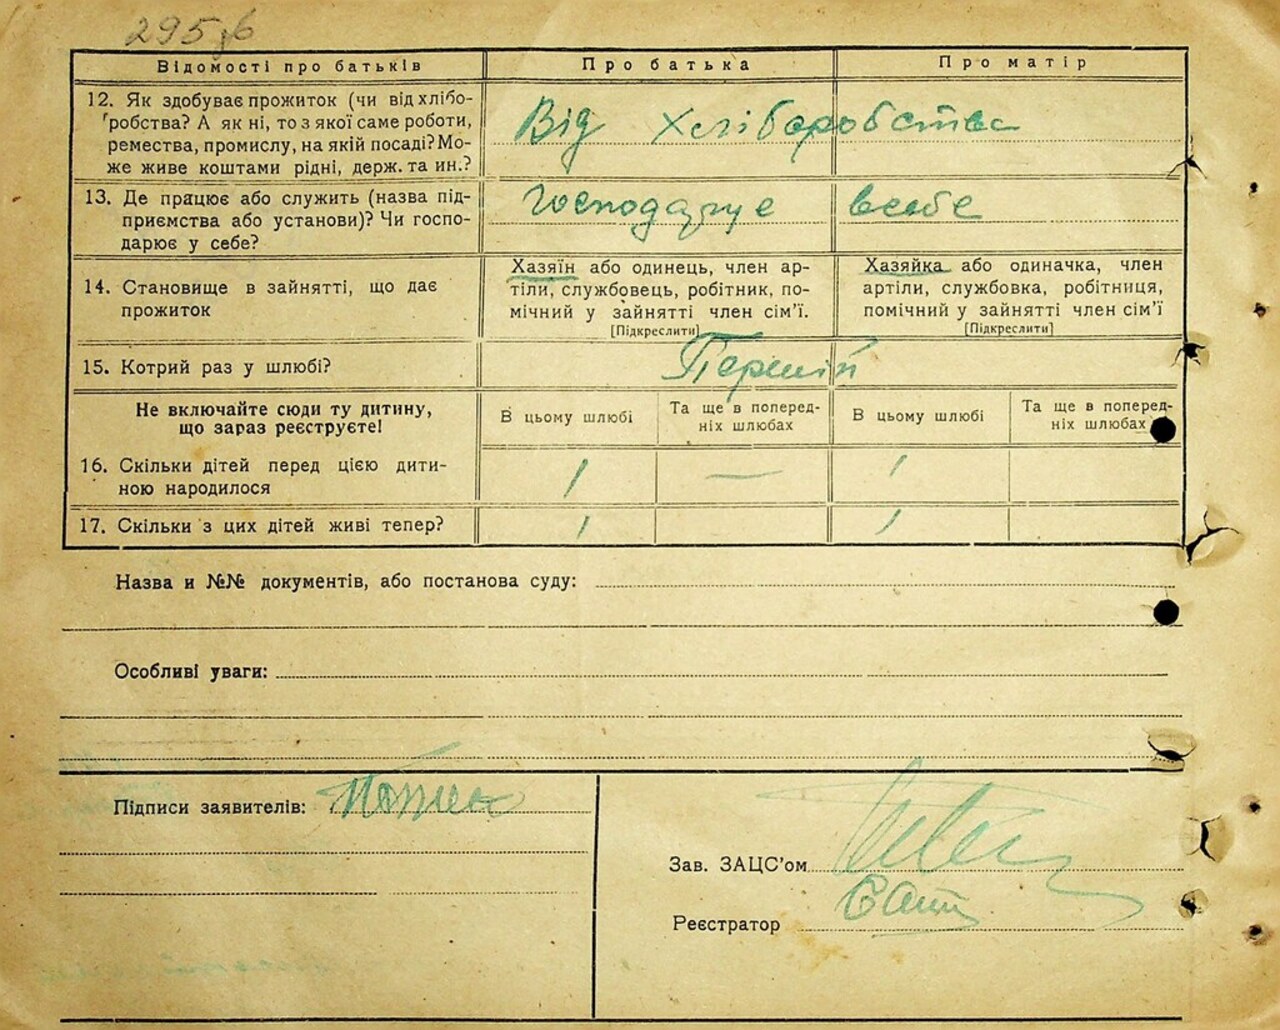 295
Відомості про батьків
Про батька
Про матір
12. Як здобуває прожиток (чи від хлібо-
робства? А як ні, то з якої саме роботи,
ремества, промислу, на якій посаді? Мо-
же живе коштами рідні, держ. та ин.?
Від Хліборобства
13. Де працює або служить (назва під-
приємства або установи)? Чи госпо-
дарює у себе?
Господарує всебе
14. Становище в зайнятті, що дає
прожиток
Хазяїн або одинець, член ар-
тіли, службовець, робітник, по-
мічний у зайнятті член сім’ї.
[Підкреслити]
Хазяйка або одиначка, член
артіли, службовка, робітниця,
помічний у зайнятті член сім’ї
[Підкреслити]
15. Котрий раз у шлюбі?
Перший
Не включайте сюди ту дитину,
що зараз реєструєте!
В цьому шлюбі
Та ще в поперед-
ніх шлюбах
В цьому шлюбі
Та ще в поперед-
ніх шлюбах
16. Скільки дітей перед цією дити-
ною народилося
1 — 1
17. Скільки з цих дітей живі тепер?
1 1
Назва и №№ документів, або постанова суду:
Особливі уваги:
Підписи заявителів:
Зав. ЗАЦС’ом
Реєстратор